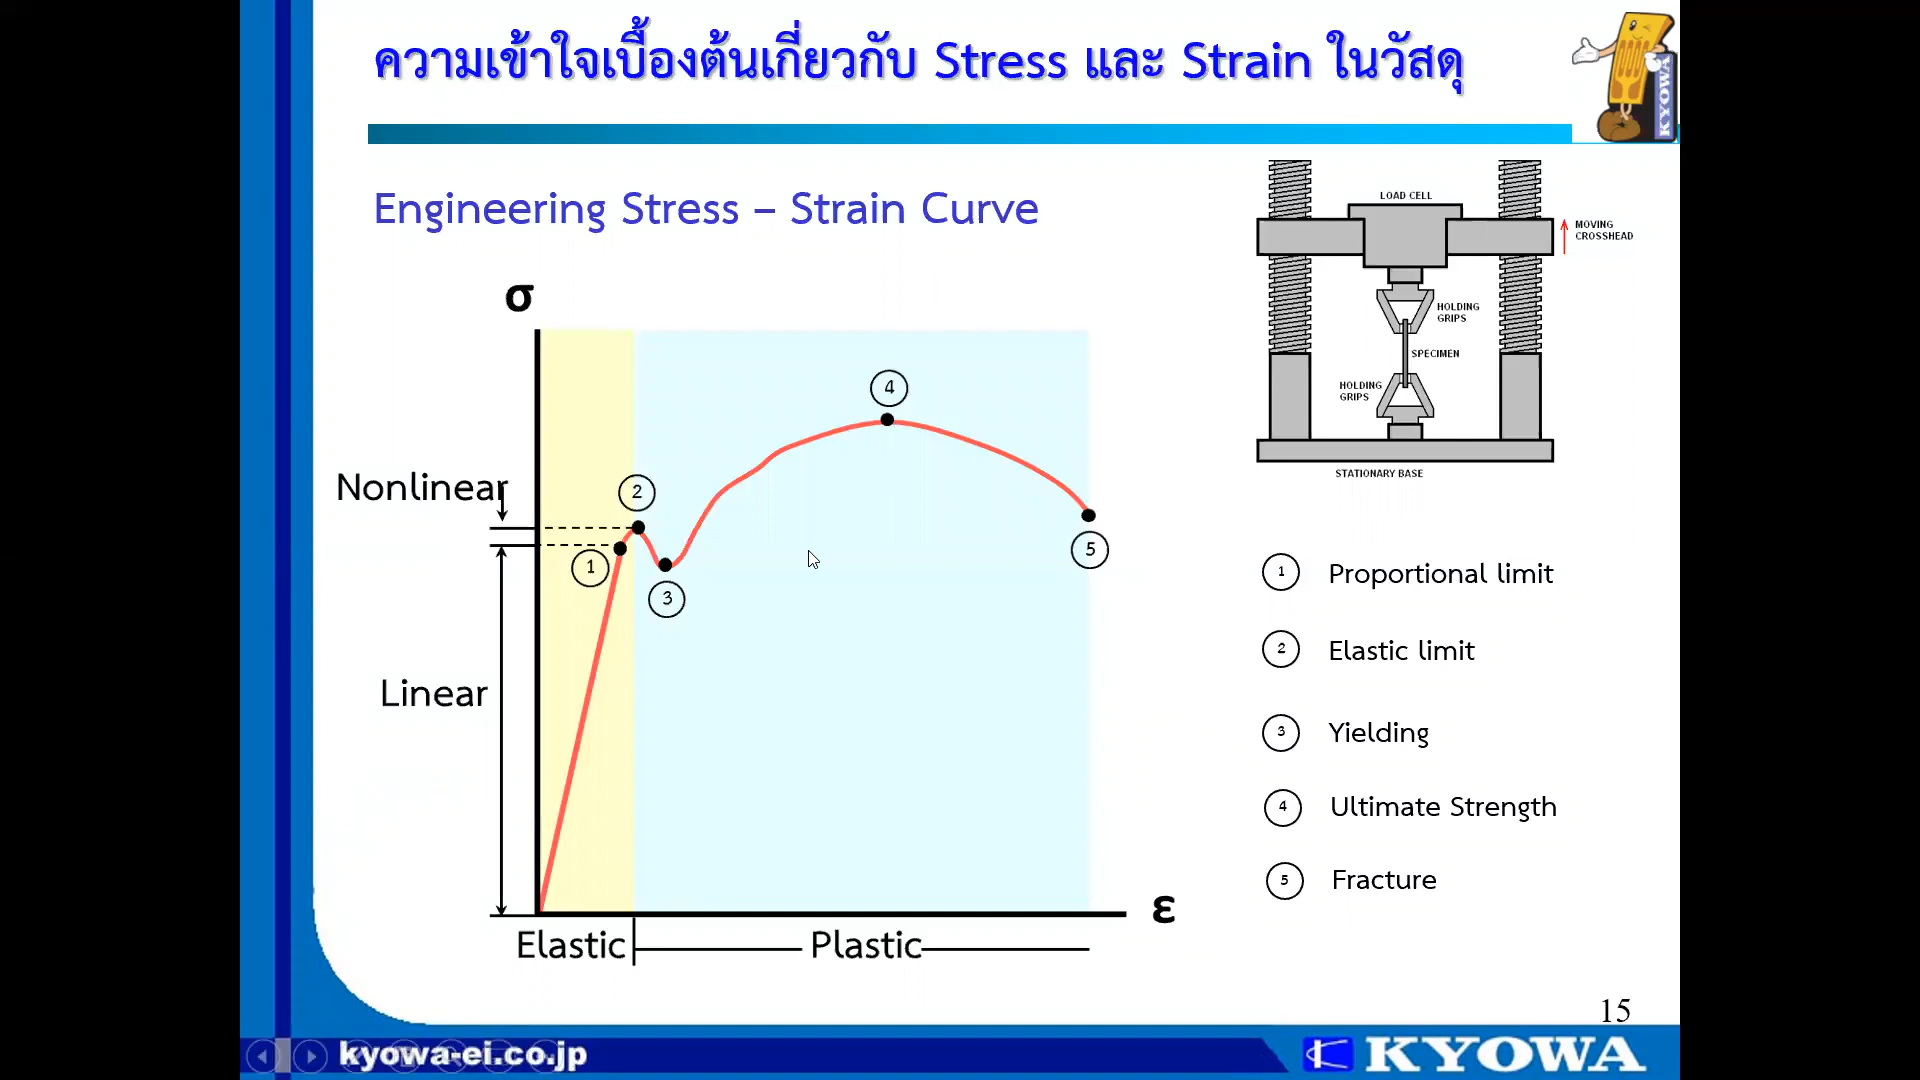 ความเข้าใจเบื้องต้นเกี่ยวกับ Stress และ Strain ในวัสดุ
KYOWA
Engineering Stress – Strain Curve
LOAD CELL
MOVING
CROSSHEAD
HOLDING
GRIPS
SPECIMEN
HOLDING
GRIPS
STATIONARY BASE
σ
Nonlinear
Linear
1
2
3
4
5
ε
Elastic
Plastic
1 Proportional limit
2 Elastic limit
3 Yielding
4 Ultimate Strength
5 Fracture
15
kyowa-ei.co.jp
KYOWA